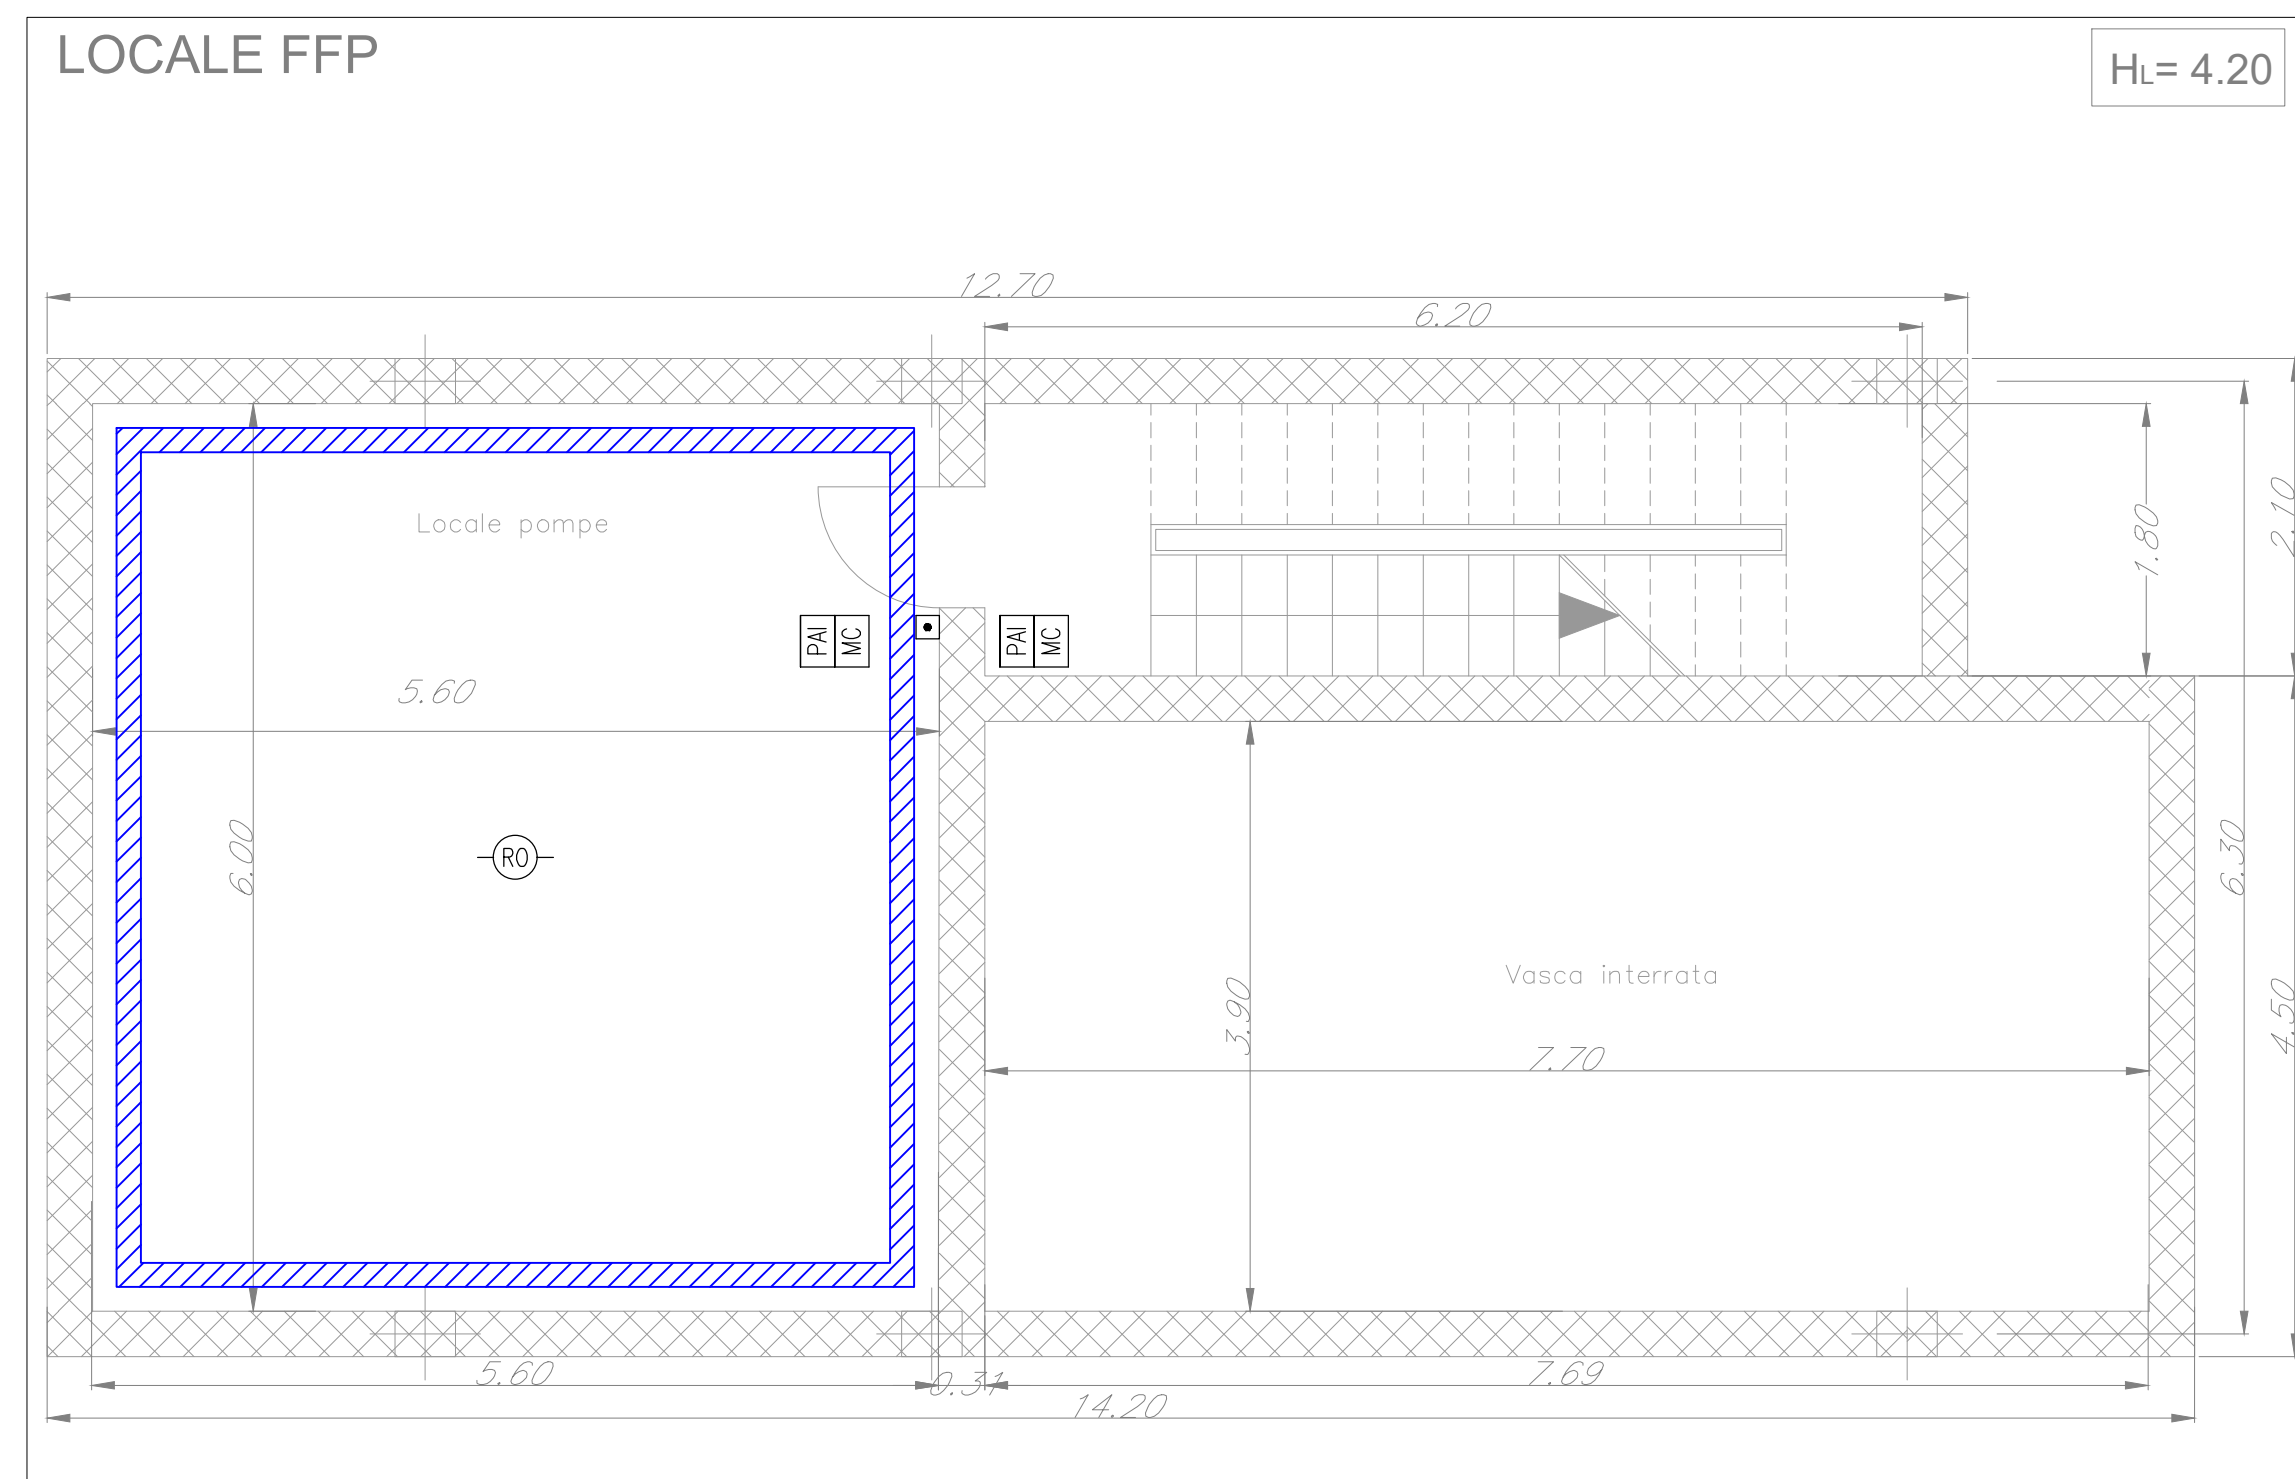 LOCALE FFP
HL= 4.20
12.70
6.20
Locale pompe
1.80
2.10
PAI
MC
PAI
MC
5.60
6.00
RO
6.30
Vasca interrata
3.90
4.50
7.70
5.60
0.31
7.69
14.20